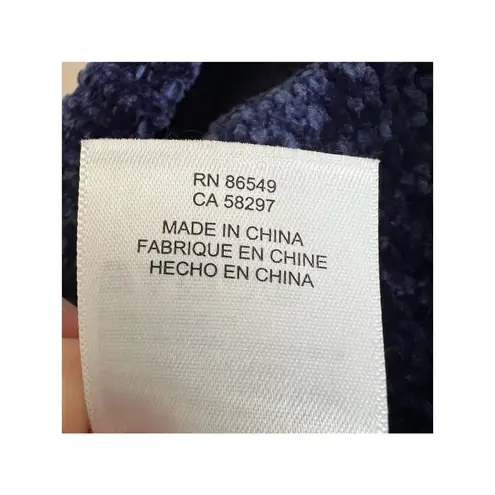 RN 86549
CA 58297
MADE IN CHINA
FABRIQUE EN CHINE
HECHO EN CHINA